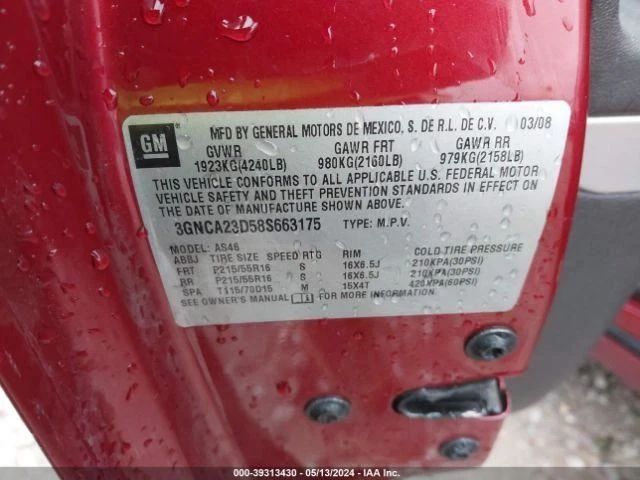 GM
MFD BY GENERAL MOTORS DE MEXICO, S. DE R.L. DE C.V. 03/08
GVWR GAWR FRT GAWR RR
1923KG(4240LB) 980KG(2160LB) 979KG(2158LB)
THIS VEHICLE CONFORMS TO ALL APPLICABLE U.S. FEDERAL MOTOR
VEHICLE SAFETY AND THEFT PREVENTION STANDARDS IN EFFECT ON
THE DATE OF MANUFACTURE SHOWN ABOVE.
3GNCA23D58S663175 TYPE: M.P.V.
MODEL: AS46
ABBJ TIRE SIZE SPEED RTG RIM COLD TIRE PRESSURE
FRT P215/55R16 S 16X6.5J 210KPA(30PSI)
RR P215/55R16 S 16X6.5J 210KPA(30PSI)
SPA T115/70D15 M 15X4T 420KPA(60PSI)
SEE OWNER'S MANUAL FOR MORE INFORMATION
000-39313430 - 05/13/2024 - IAA Inc.